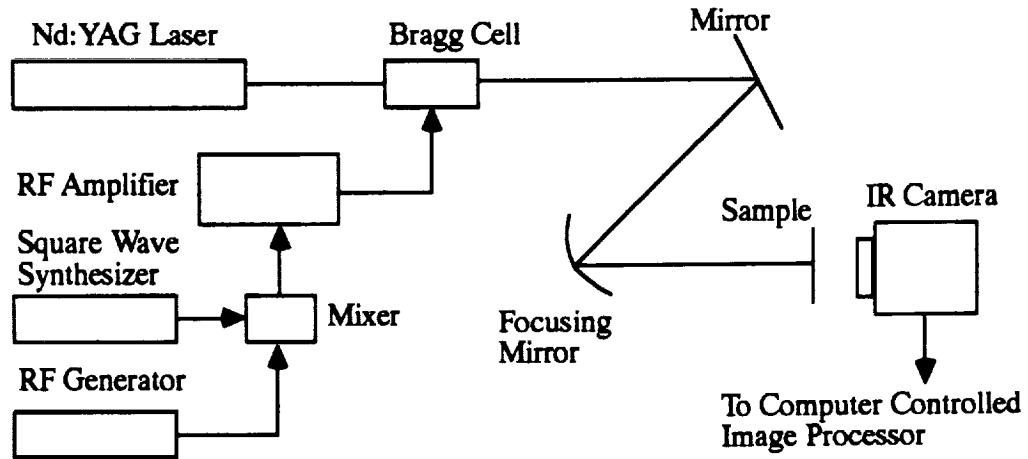 Nd:YAG Laser
Bragg Cell
Mirror
RF Amplifier
Sample
IR Camera
Square Wave
Synthesizer
Mixer
Focusing
Mirror
RF Generator
To Computer Controlled
Image Processor